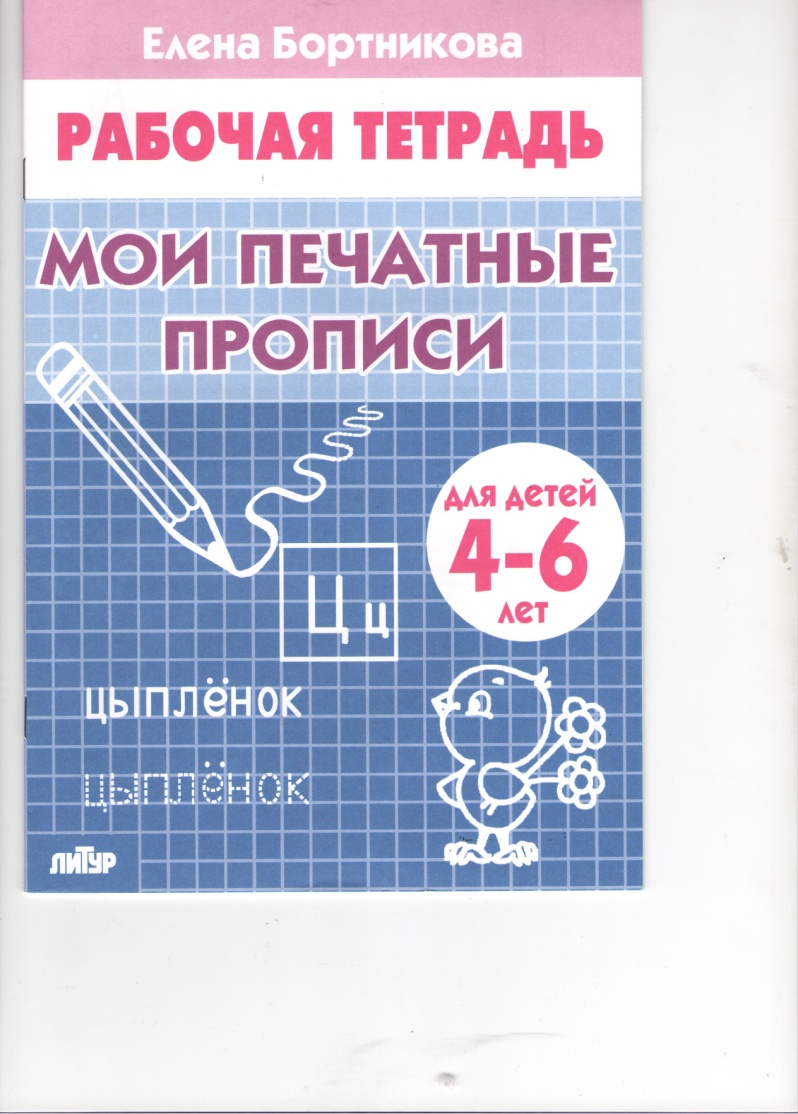 Елена Бортникова
РАБОЧАЯ ТЕТРАДЬ
МОИ ПЕЧАТНЫЕ
ПРОПИСИ
для детей
4-6
лет
Ц ц
цыплёнок
цыплёнок
ЛИТУР